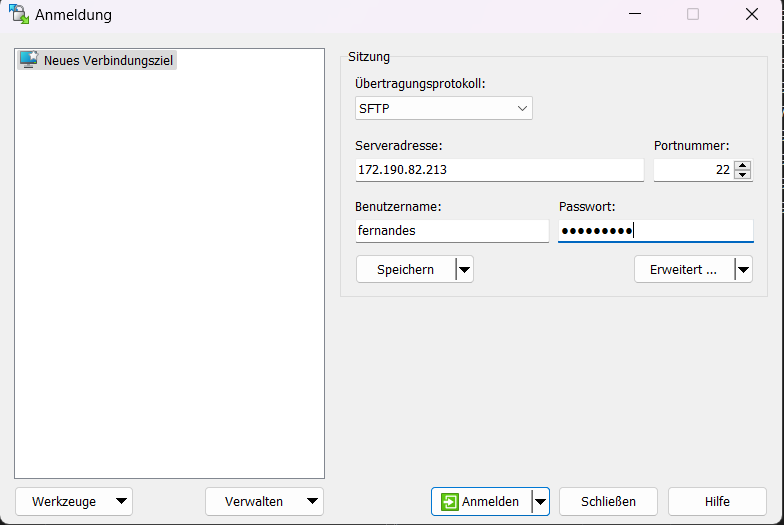 Anmeldung
Neues Verbindungsziel
Sitzung
Übertragungsprotokoll:
SFTP
Serveradresse:
Portnummer:
172.190.82.213
22
Benutzername:
Passwort:
fernandes
●●●●●●●●●
Speichern
Erweitert ...
Werkzeuge
Verwalten
Anmelden
Schließen
Hilfe